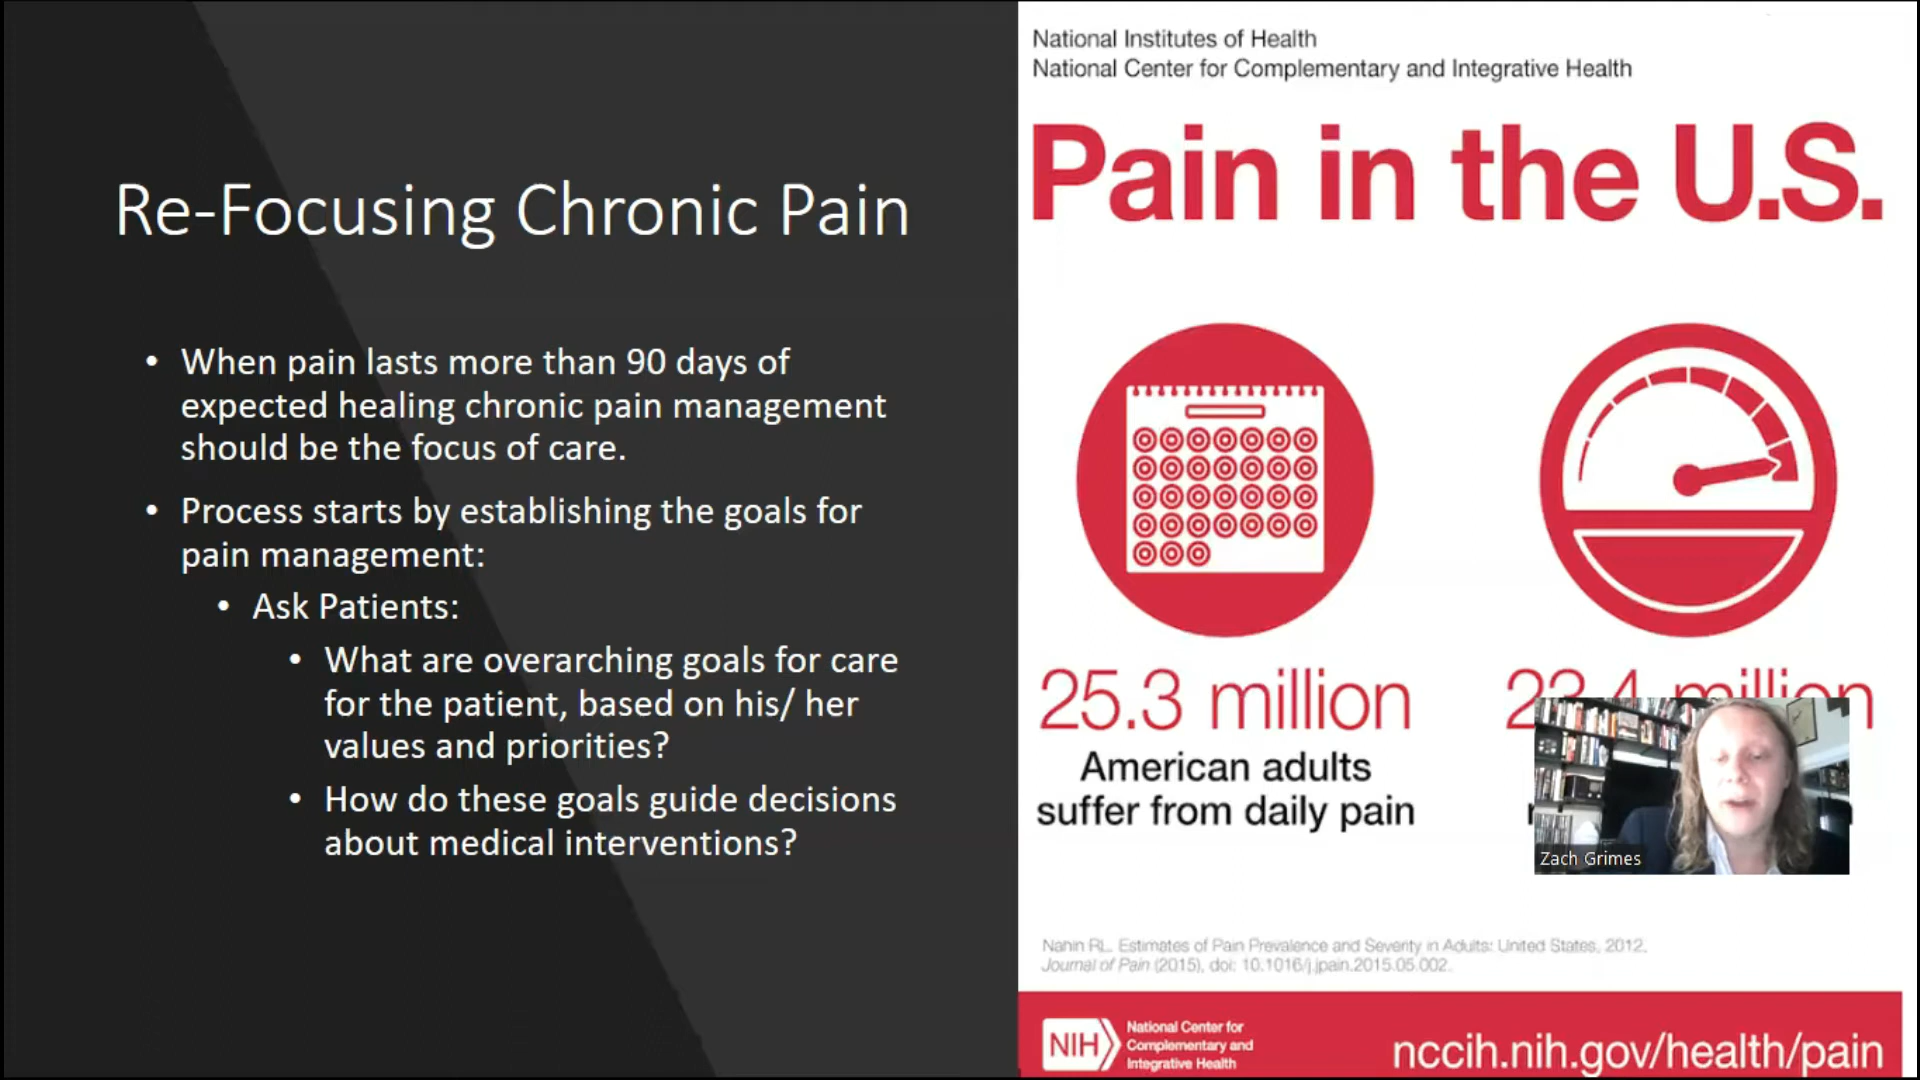 Re-Focusing Chronic Pain
• When pain lasts more than 90 days of
expected healing chronic pain management
should be the focus of care.
• Process starts by establishing the goals for
pain management:
• Ask Patients:
• What are overarching goals for care
for the patient, based on his/ her
values and priorities?
• How do these goals guide decisions
about medical interventions?
National Institutes of Health
National Center for Complementary and Integrative Health
Pain in the U.S.
25.3 million
American adults
suffer from daily pain
23.4 million
Zach Grimes
Nahin RL. Estimates of Pain Prevalence and Severity in Adults: United States, 2012.
Journal of Pain (2015), doi: 10.1016/j.jpain.2015.05.002.
NIH
National Center for
Complementary and
Integrative Health
nccih.nih.gov/health/pain